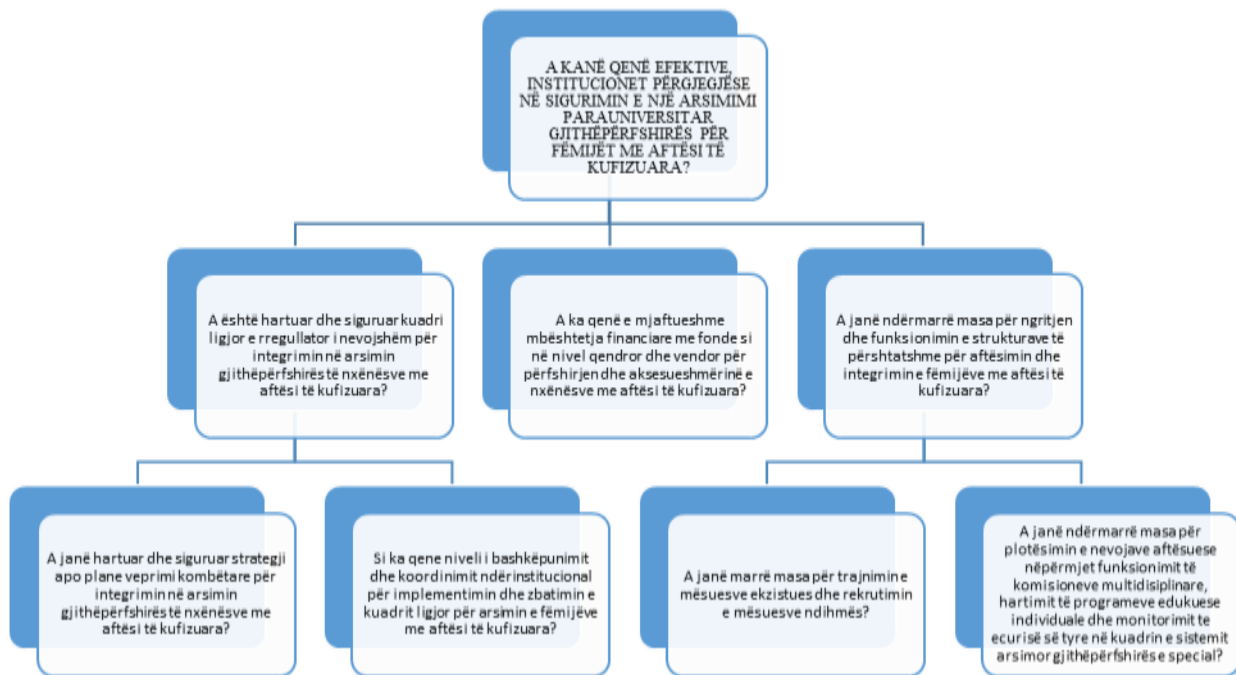 A KANË QENË EFEKTIVE,
INSTITUCIONET PËRGJEGJËSE
NË SIGURIMIN E NJË ARSIMIMI
PARAUNIVERSITAR
GJITHËPËRFSHIRËS PËR
FËMIJËT ME AFTËSI TË
KUFIZUARA?
A është hartuar dhe siguruar kuadri
ligjor e rregullator i nevojshëm për
integrimin në arsimin
gjithëpërfshirës të nxënësve me
aftësi të kufizuara?
A ka qenë e mjaftueshme
mbështetja financiare me fonde si
në nivel qendror dhe vendor për
përfshirjen dhe aksesueshmërinë e
nxënësve me aftësi të kufizuara?
A janë ndërmarrë masa për ngritjen
dhe funksionimin e strukturave të
përshtatshme për aftësimin dhe
integrimin e fëmijëve me aftësi të
kufizuara?
A janë hartuar dhe siguruar strategji
apo plane veprimi kombëtare për
integrimin në arsimin
gjithëpërfshirës të nxënësve me
aftësi të kufizuara?
Si ka qene niveli i bashkëpunimit
dhe koordinimit ndërinstitucional
për implementimin dhe zbatimin e
kuadrit ligjor për arsimin e fëmijëve
me aftësi të kufizuara?
A janë marrë masa për trajnimin e
mësuesve ekzistues dhe rekrutimin
e mësuesve ndihmës?
A janë ndërmarrë masa për
plotësimin e nevojave aftësuese
nëpërmjet funksionimit të
komisioneve multidisiplinare,
hartimit të programeve edukuese
individuale dhe monitorimit te
ecurisë së tyre në kuadrin e sistemit
arsimor gjithëpërfshirës e special?